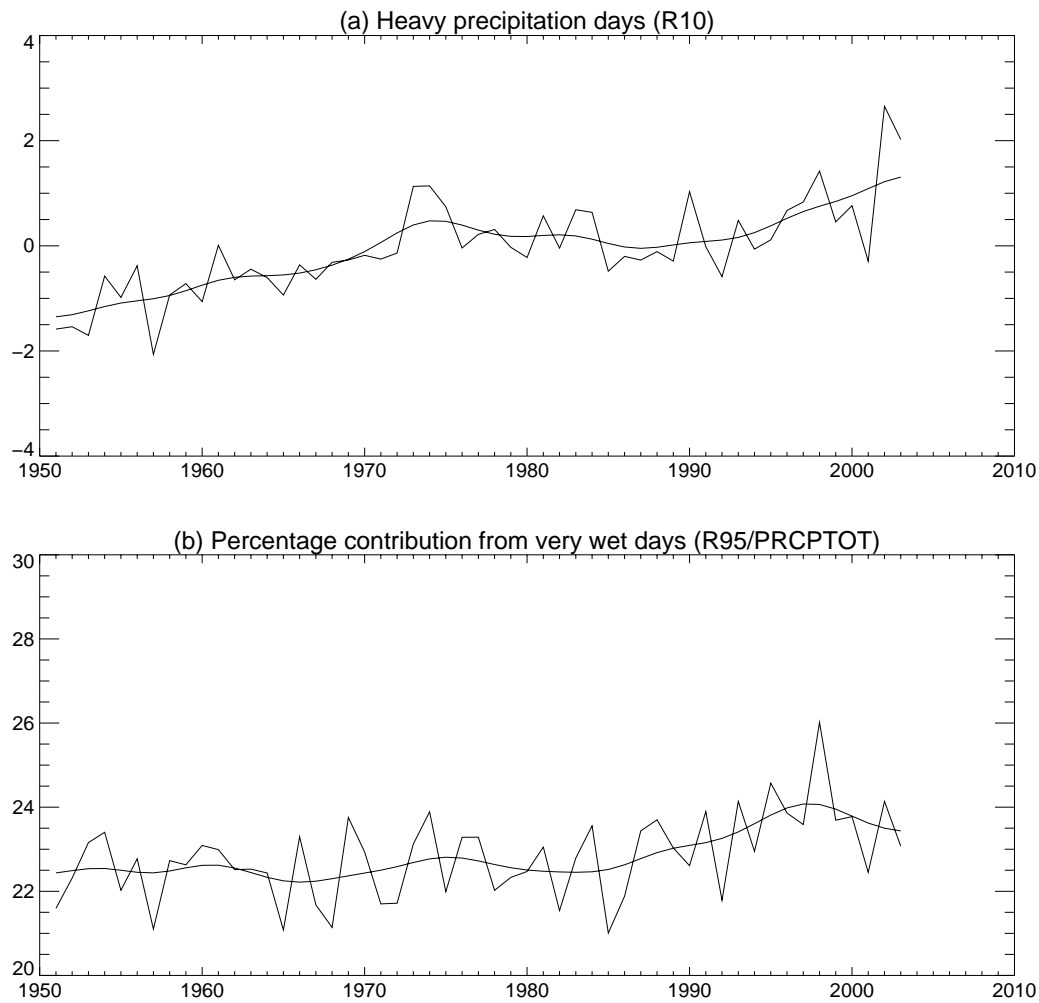 (a) Heavy precipitation days (R10)
4
2
0
−2
−4
1950 1960 1970 1980 1990 2000 2010
(b) Percentage contribution from very wet days (R95/PRCPTOT)
30
28
26
24
22
20
1950 1960 1970 1980 1990 2000 2010